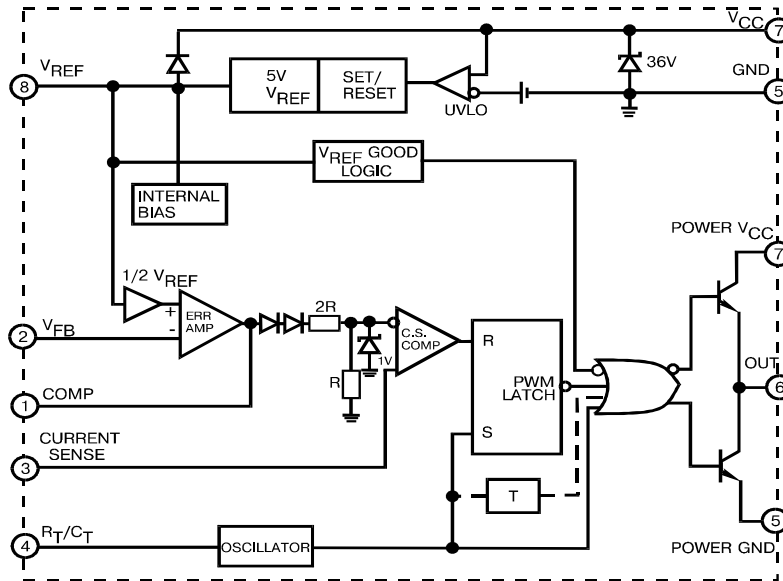 VCC
7
36V
GND
5
8
VREF
5V
VREF
SET/
RESET
UVLO
VREF GOOD
LOGIC
INTERNAL
BIAS
POWER VCC
7
1/2 VREF
+
-
ERR
AMP
2R
R
1V
C.S.
COMP
R
PWM
LATCH
S
2
VFB
1
COMP
OUT
6
3
CURRENT
SENSE
T
4
RT/CT
OSCILLATOR
5
POWER GND